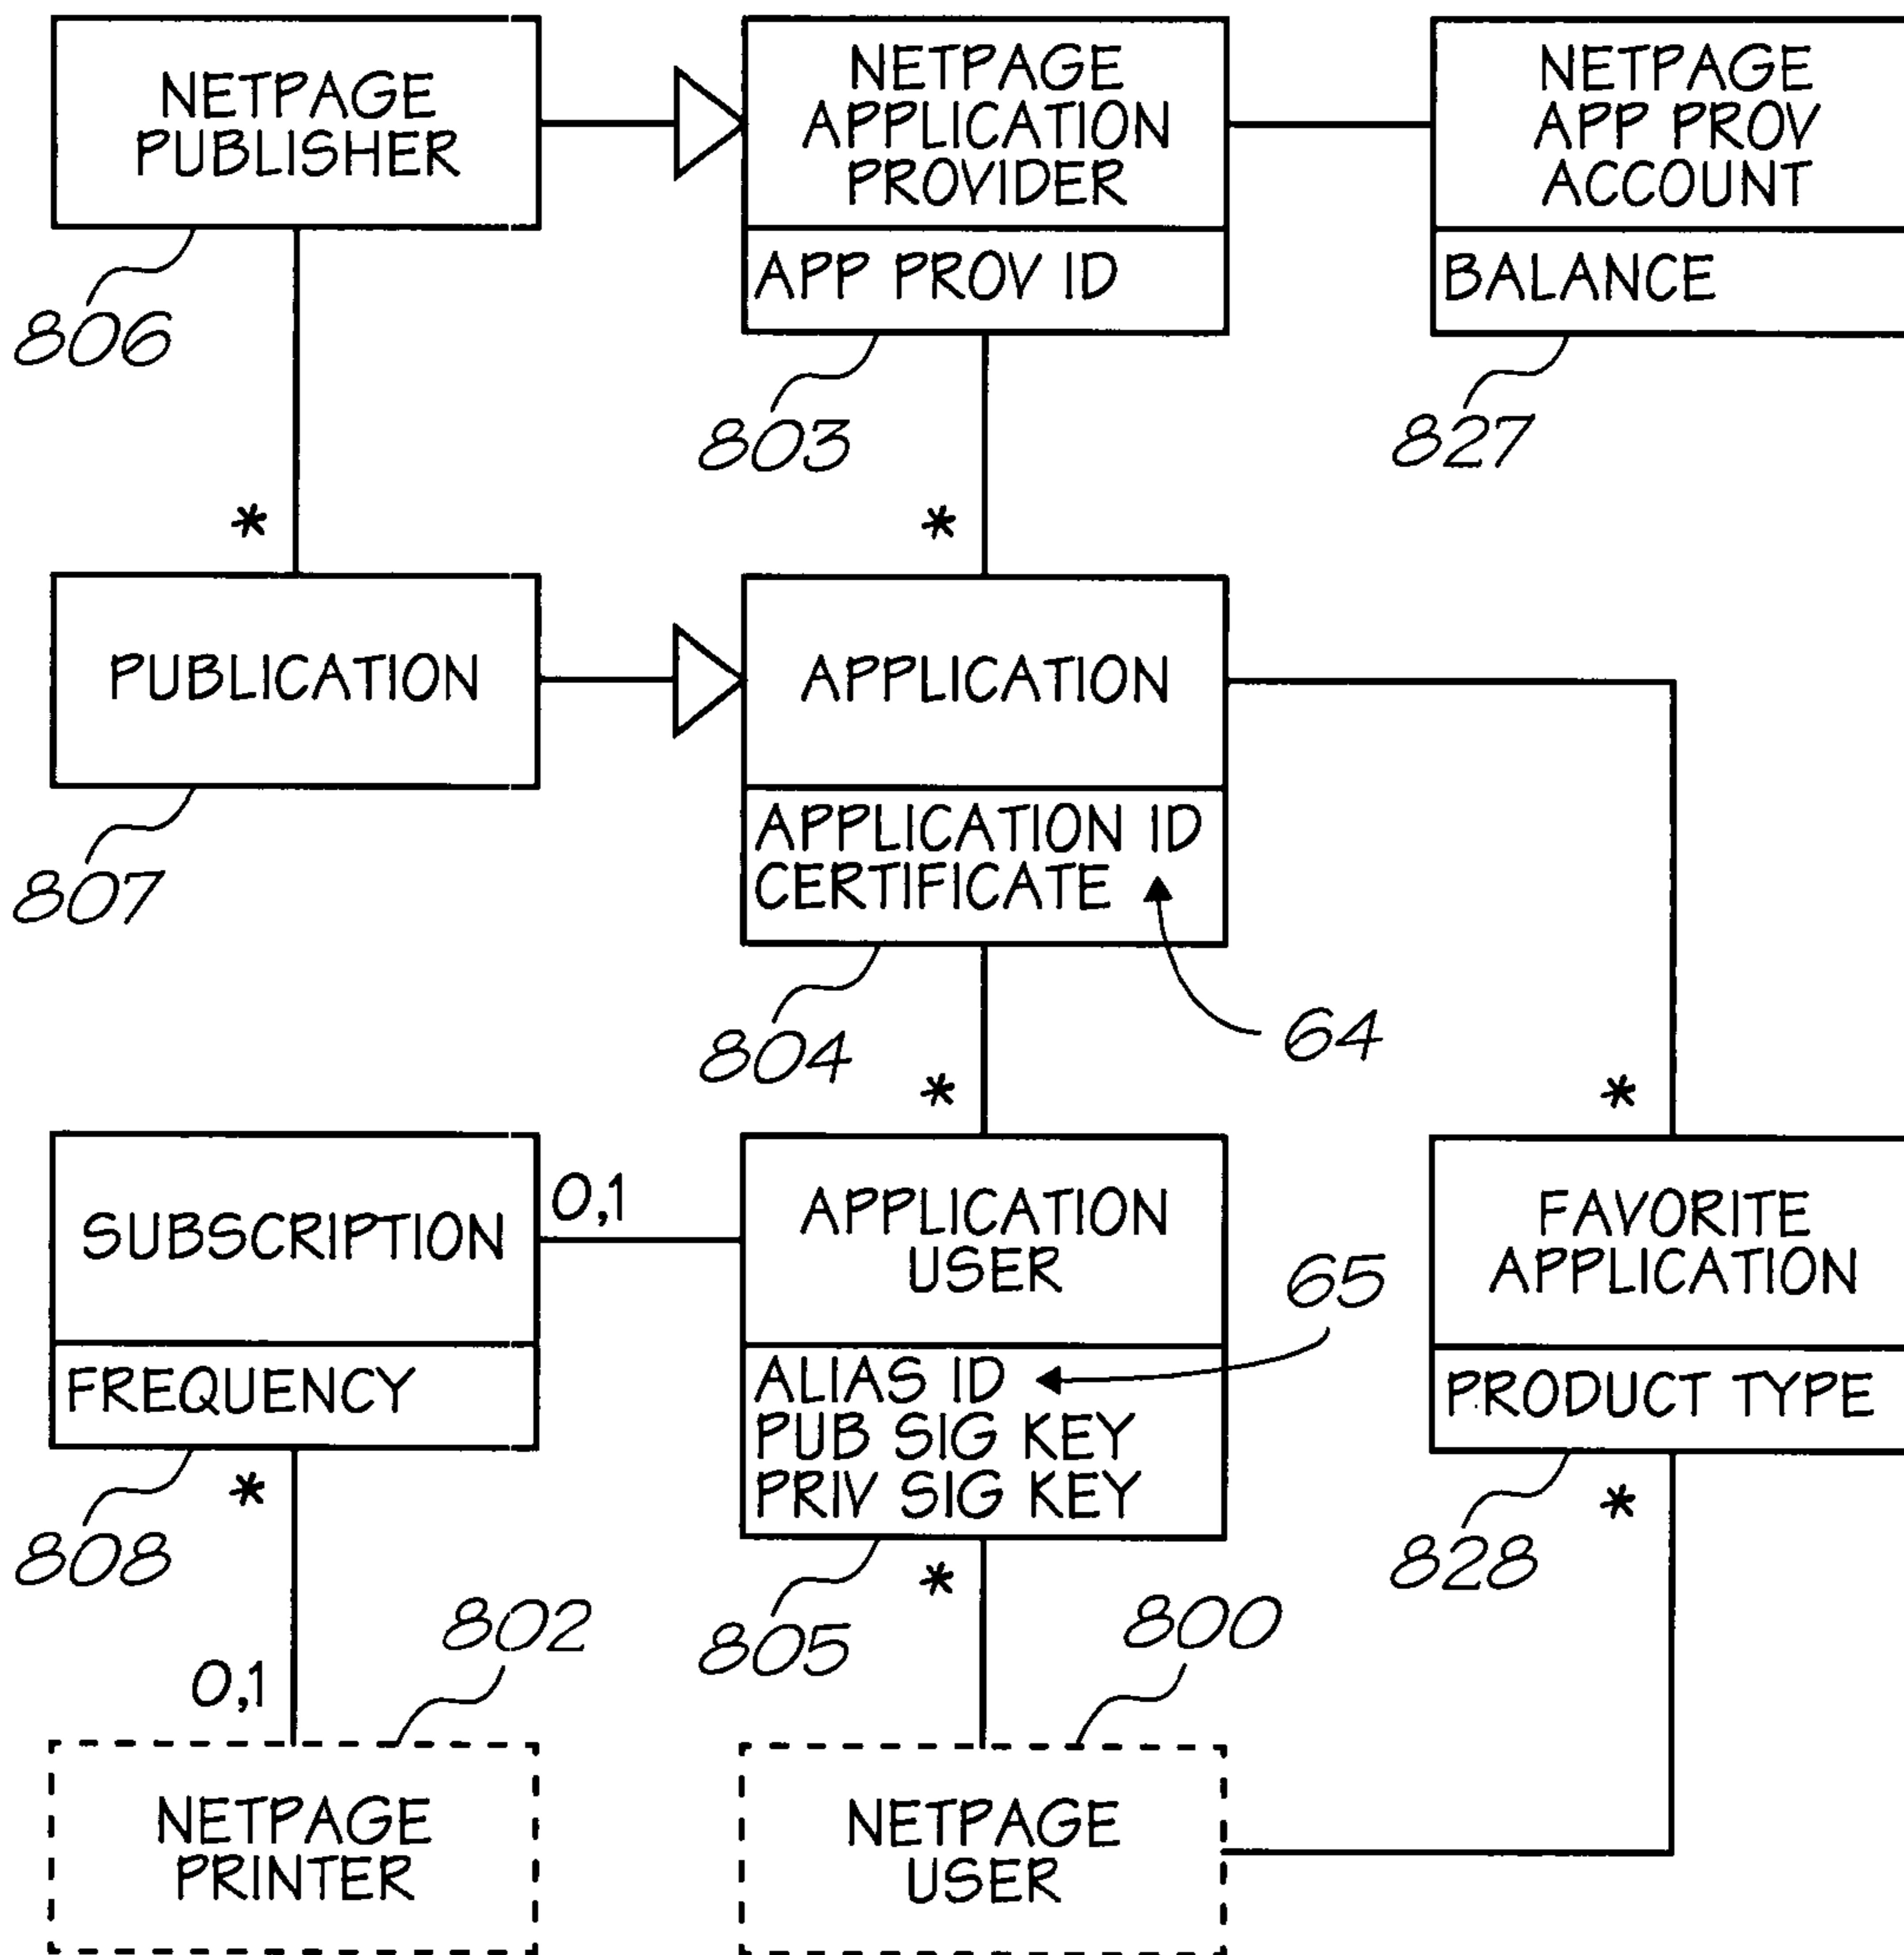 NETPAGE
PUBLISHER
NETPAGE
APPLICATION
PROVIDER
APP PROV ID
NETPAGE
APP PROV
ACCOUNT
BALANCE
806
803
827
*
*
PUBLICATION
APPLICATION
APPLICATION ID
CERTIFICATE
807
804
64
*
*
SUBSCRIPTION
FREQUENCY
0,1
APPLICATION
USER
ALIAS ID
PUB SIG KEY
PRIV SIG KEY
65
FAVORITE
APPLICATION
PRODUCT TYPE
808
*
802
0,1
805
*
800
828
*
NETPAGE
PRINTER
NETPAGE
USER